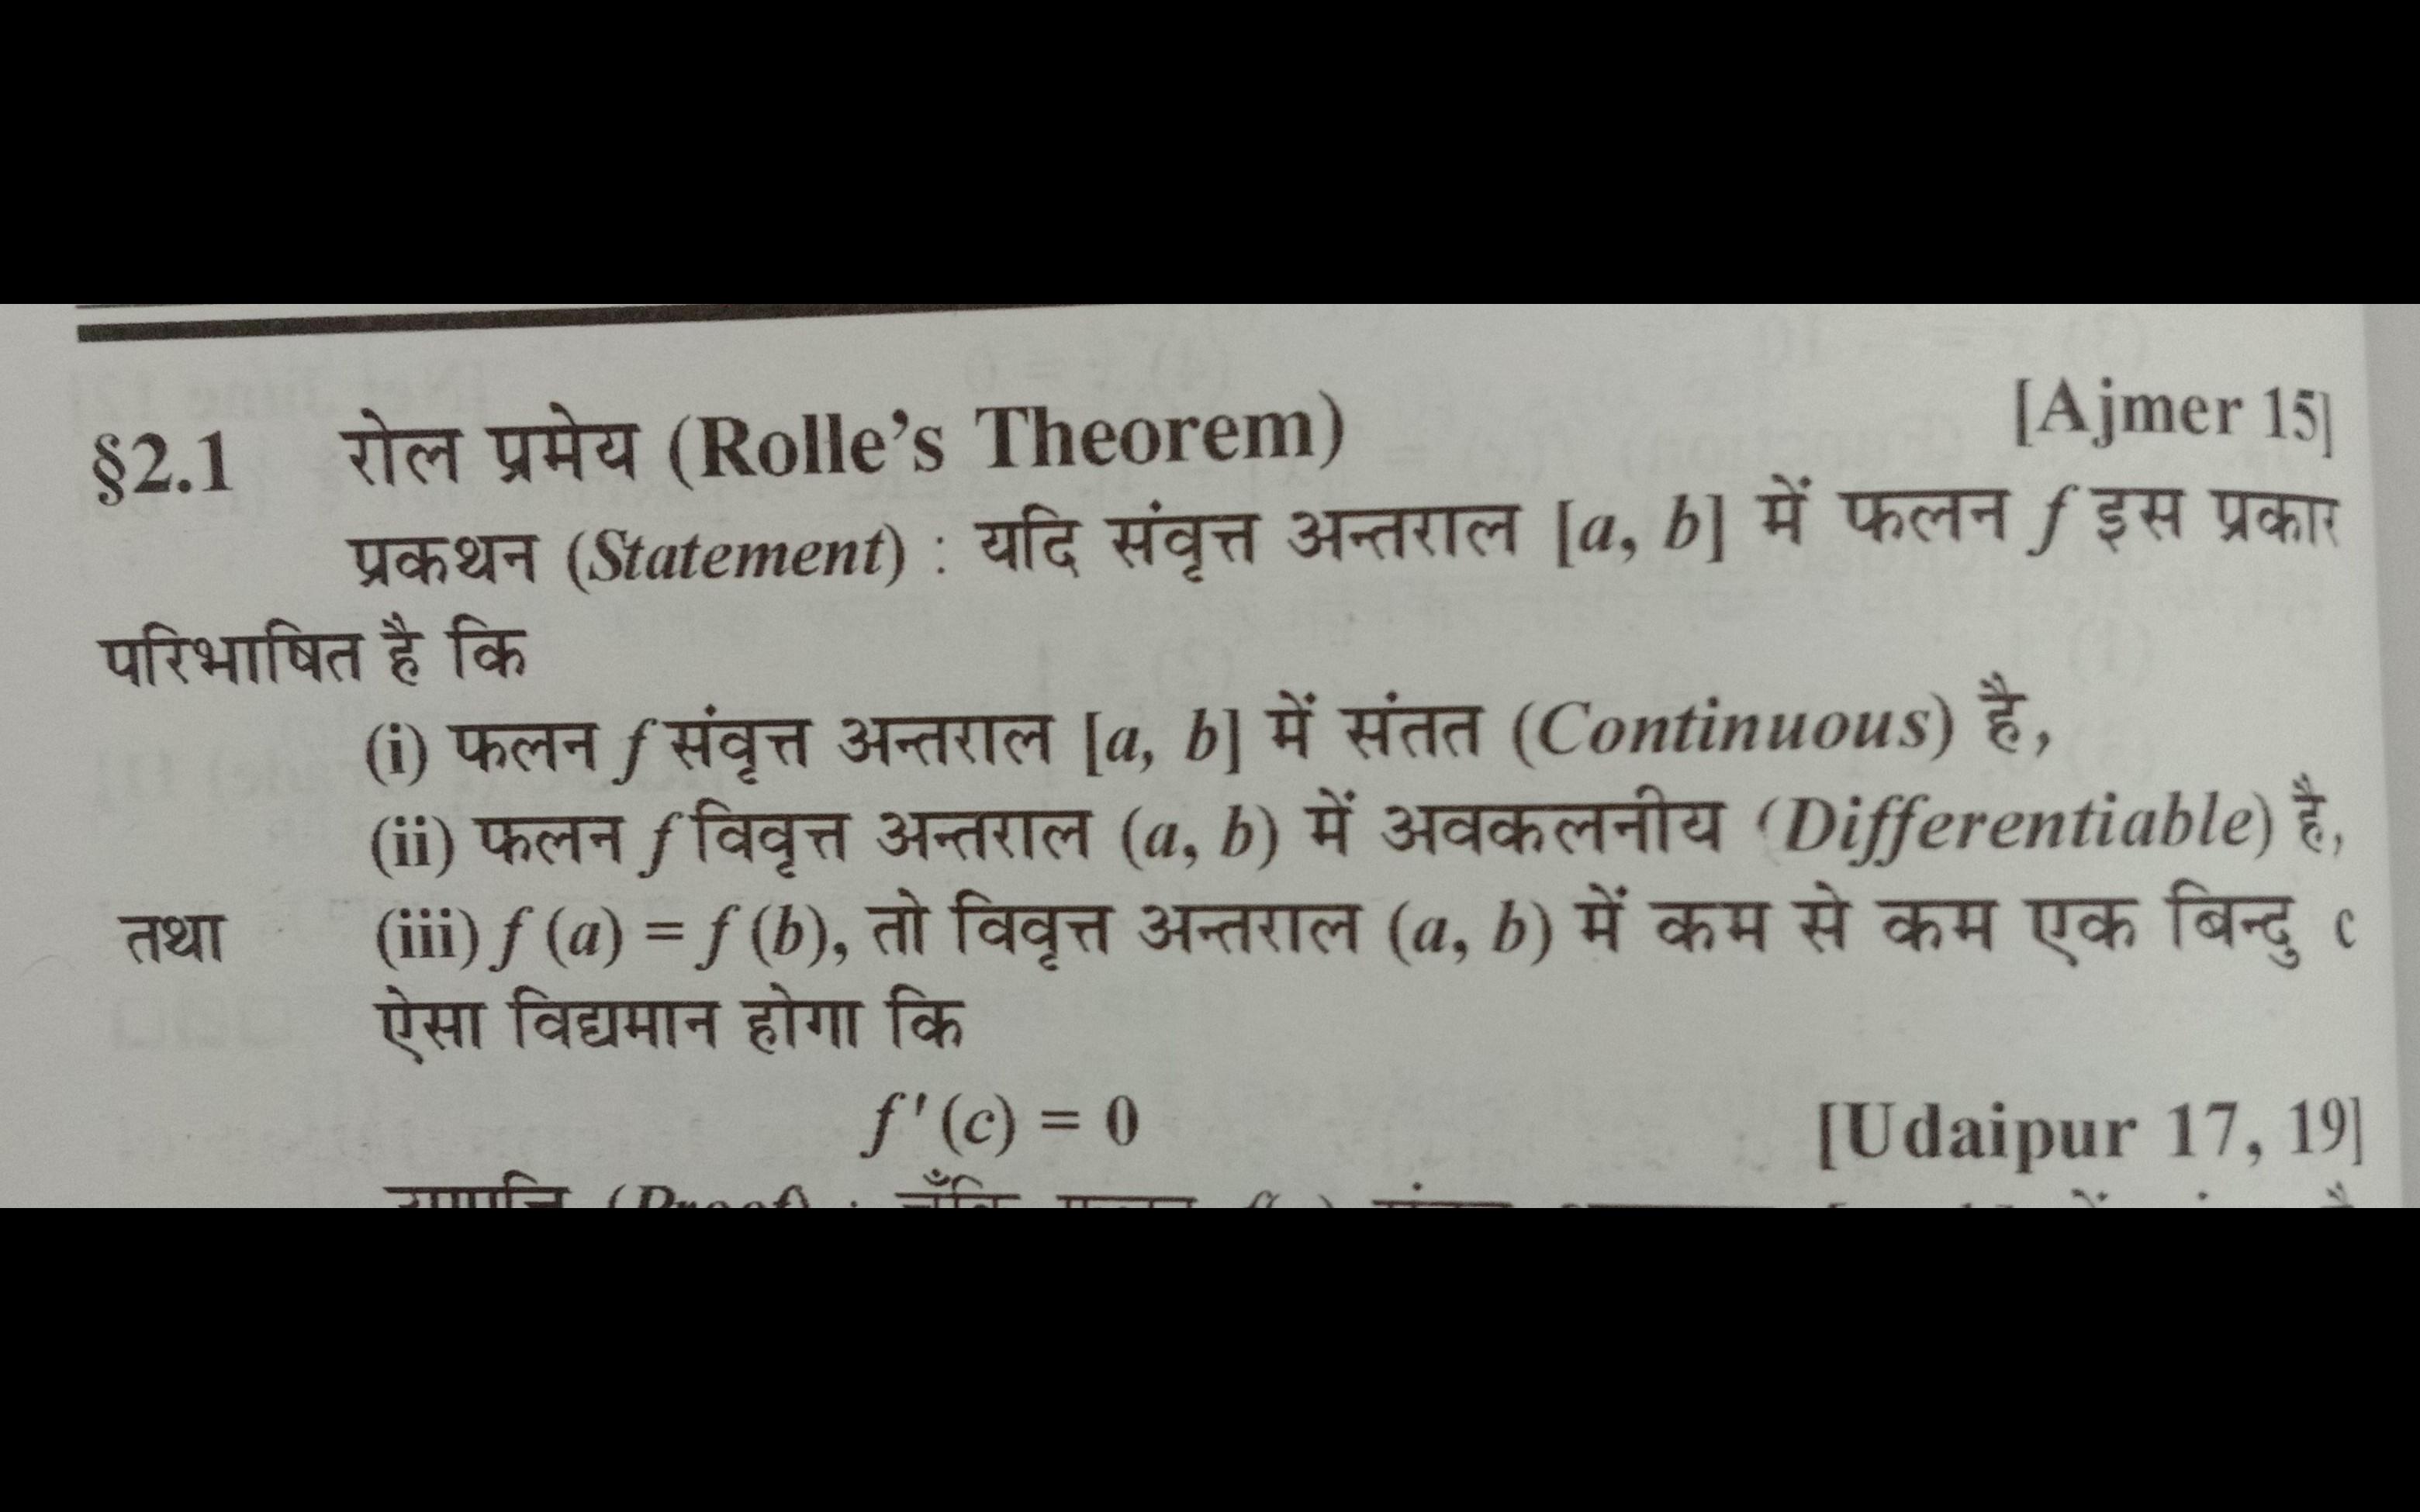 [Ajmer 15]
§2.1 रोल प्रमेय (Rolle's Theorem)
प्रकथन (Statement) : यदि संवृत्त अन्तराल [a, b] में फलन f इस प्रकार
परिभाषित है कि
(i) फलन f संवृत्त अन्तराल [a, b] में संतत (Continuous) है,
(ii) फलन f विवृत्त अन्तराल (a, b) में अवकलनीय (Differentiable) है,
तथा (iii) f (a) = f (b), तो विवृत्त अन्तराल (a, b) में कम से कम एक बिन्दु c
ऐसा विद्यमान होगा कि
f'(c) = 0 [Udaipur 17, 19]
(Proof) :